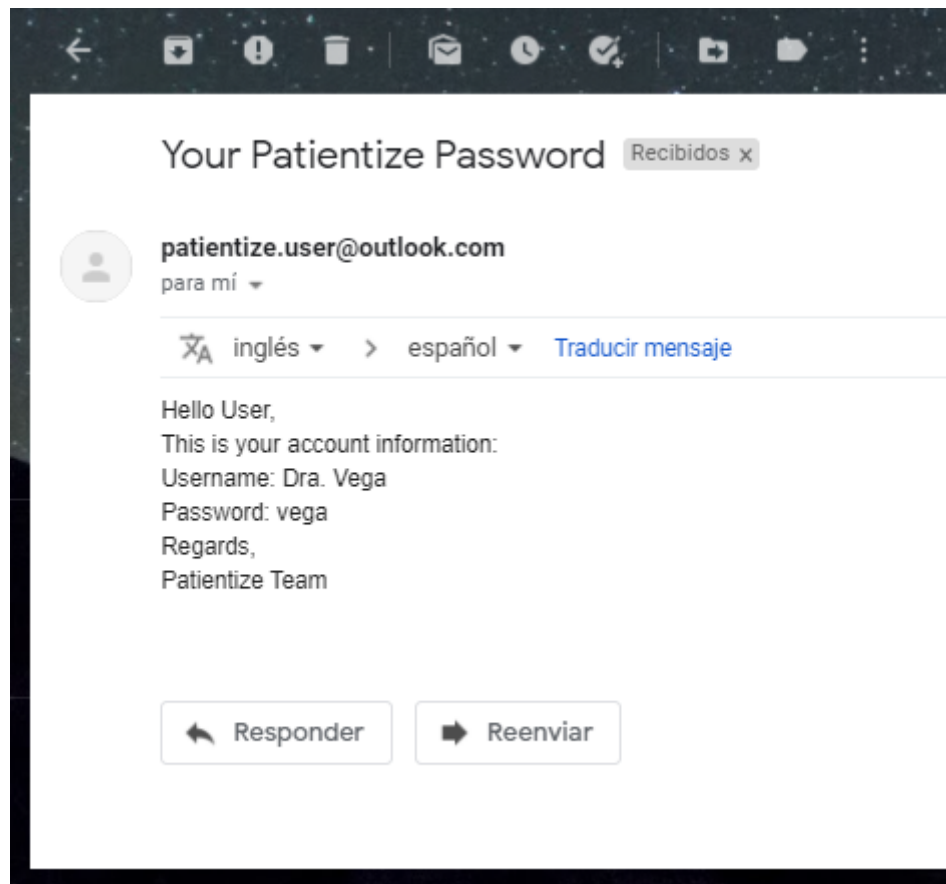 Your Patientize Password Recibidos x
patientize.user@outlook.com
para mí
inglés > español Traducir mensaje
Hello User,
This is your account information:
Username: Dra. Vega
Password: vega
Regards,
Patientize Team
Responder Reenviar